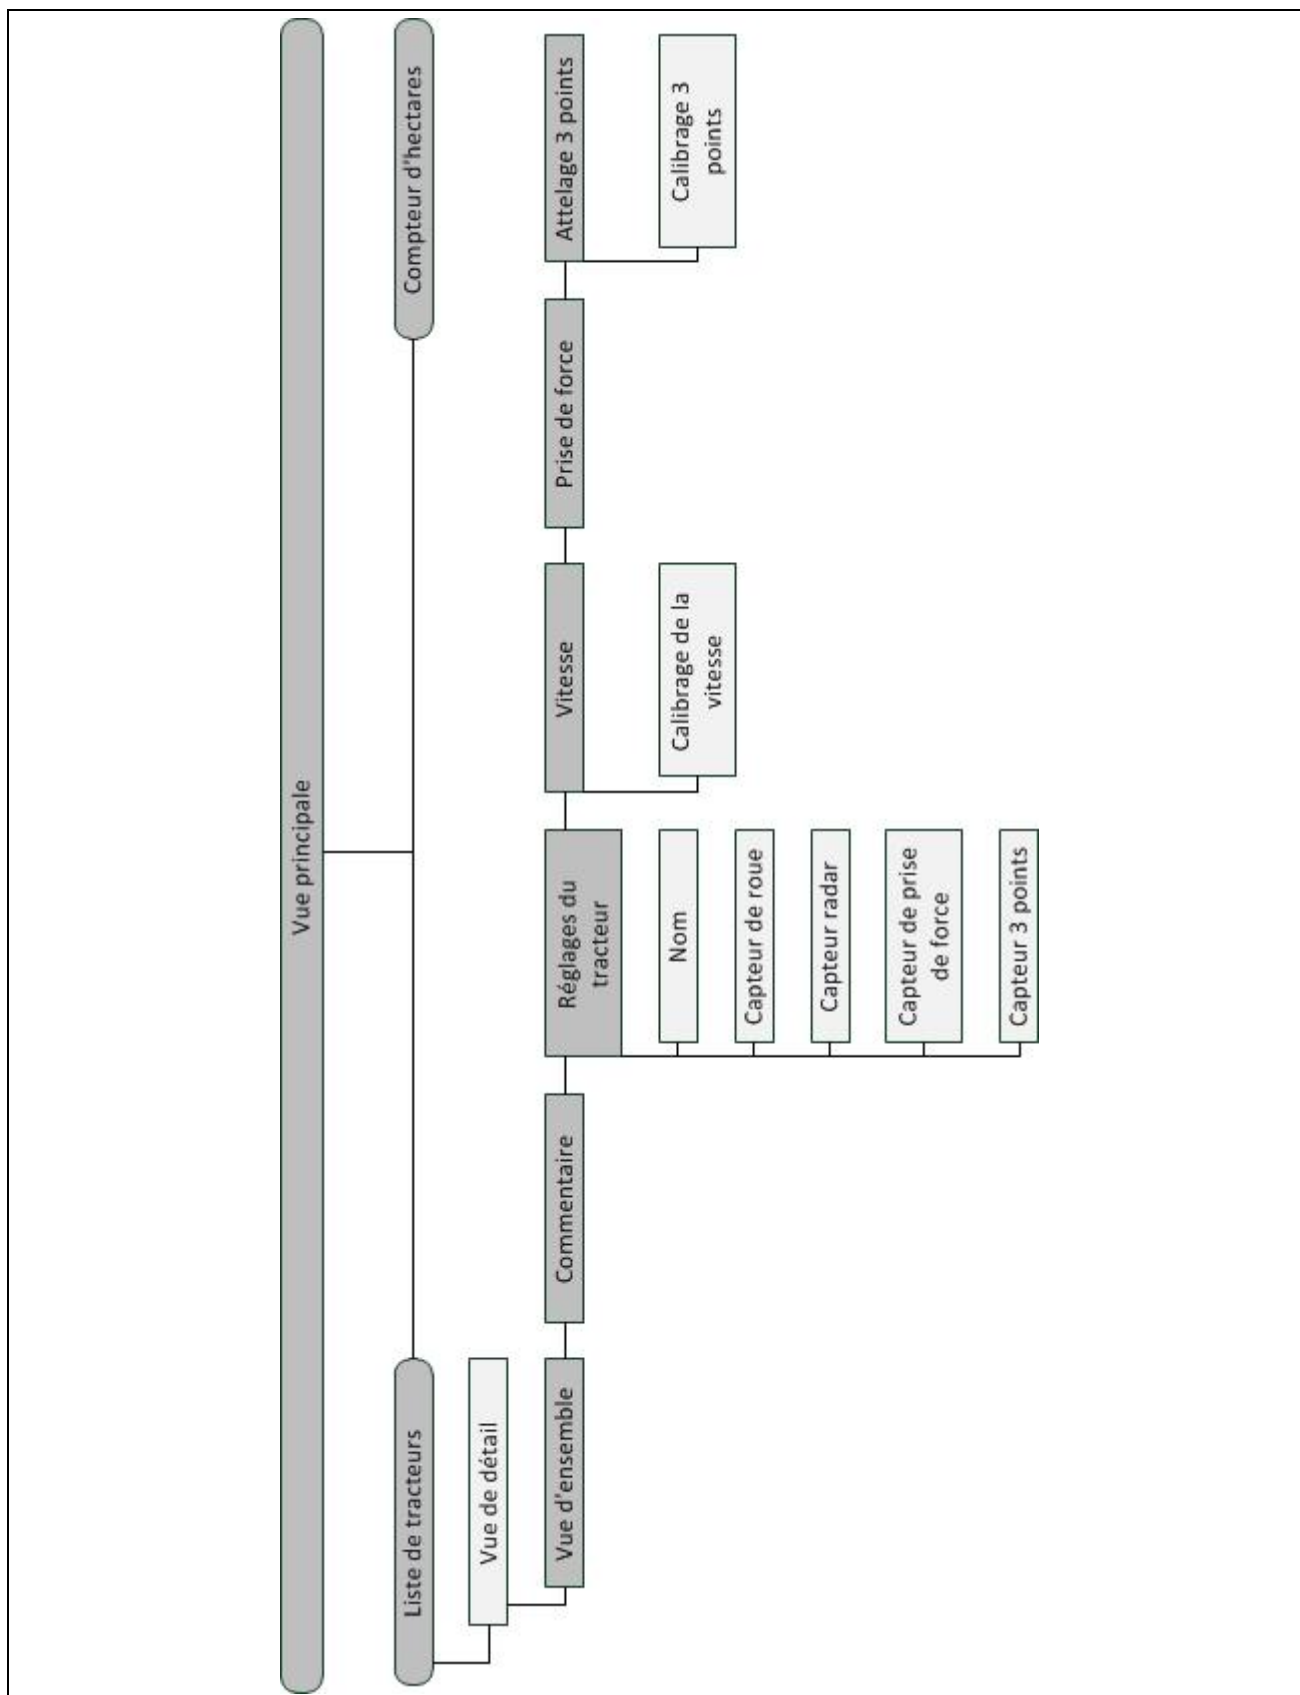 Vue principale
Liste de tracteurs
Compteur d'hectares
Vue de détail
Vue d'ensemble
Commentaire
Réglages du
tracteur
Nom
Capteur de roue
Capteur radar
Capteur de prise
de force
Capteur 3 points
Vitesse
Calibrage de la
vitesse
Prise de force
Attelage 3 points
Calibrage 3
points